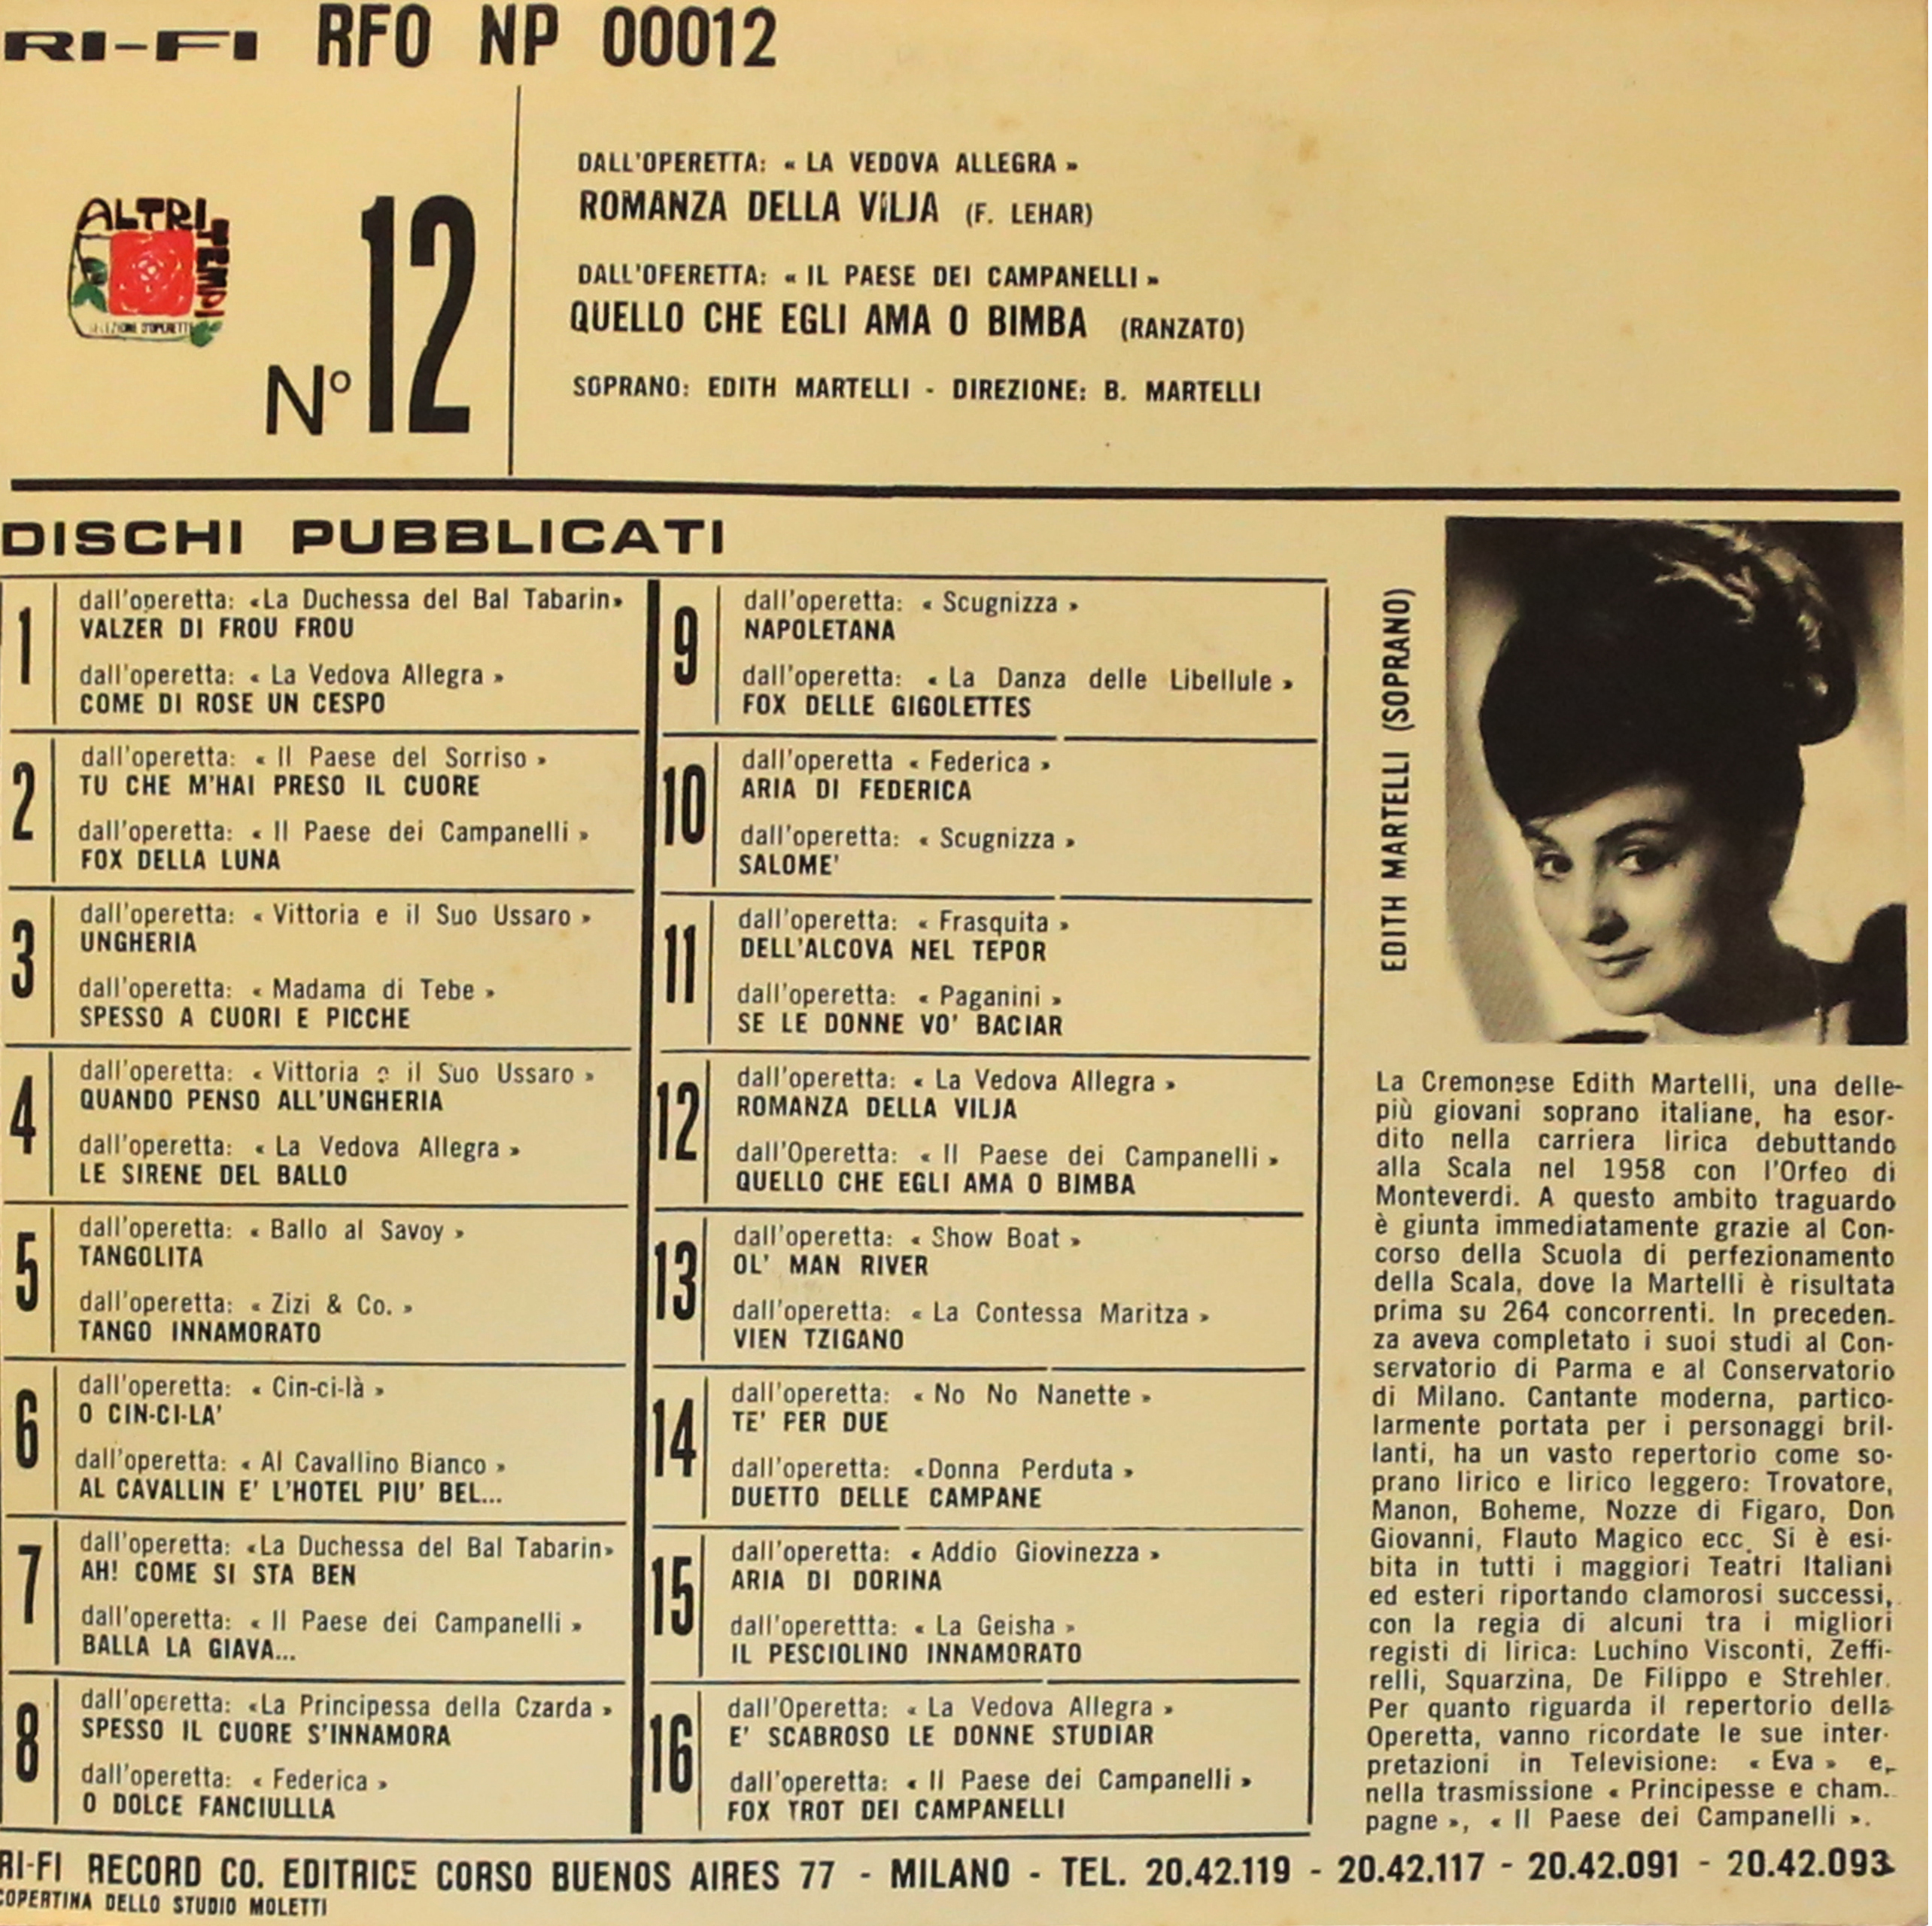 RI-FI RFO NP 00012
ALTRI TEMPI
SELEZIONE D'OPERETTE
Nº 12
DALL'OPERETTA: « LA VEDOVA ALLEGRA »
ROMANZA DELLA VILJA (F. LEHAR)
DALL'OPERETTA: « IL PAESE DEI CAMPANELLI »
QUELLO CHE EGLI AMA O BIMBA (RANZATO)
SOPRANO: EDITH MARTELLI - DIREZIONE: B. MARTELLI
DISCHI PUBBLICATI
1
dall'operetta: «La Duchessa del Bal Tabarin»
VALZER DI FROU FROU
dall'operetta: « La Vedova Allegra »
COME DI ROSE UN CESPO
2
dall'operetta: « Il Paese del Sorriso »
TU CHE M'HAI PRESO IL CUORE
dall'operetta: « Il Paese dei Campanelli »
FOX DELLA LUNA
3
dall'operetta: « Vittoria e il Suo Ussaro »
UNGHERIA
dall'operetta: « Madama di Tebe »
SPESSO A CUORI E PICCHE
4
dall'operetta: « Vittoria e il Suo Ussaro »
QUANDO PENSO ALL'UNGHERIA
dall'operetta: « La Vedova Allegra »
LE SIRENE DEL BALLO
5
dall'operetta: « Ballo al Savoy »
TANGOLITA
dall'operetta: « Zizi & Co. »
TANGO INNAMORATO
6
dall'operetta: « Cin-ci-là »
O CIN-CI-LA'
dall'operetta: « Al Cavallino Bianco »
AL CAVALLIN E' L'HOTEL PIU' BEL...
7
dall'operetta: «La Duchessa del Bal Tabarin»
AH! COME SI STA BEN
dall'operetta: « Il Paese dei Campanelli »
BALLA LA GIAVA...
8
dall'operetta: «La Principessa della Czarda »
SPESSO IL CUORE S'INNAMORA
dall'operetta: « Federica »
O DOLCE FANCIULLLA
9
dall'operetta: « Scugnizza »
NAPOLETANA
dall'operetta: « La Danza delle Libellule »
FOX DELLE GIGOLETTES
10
dall'operetta « Federica »
ARIA DI FEDERICA
dall'operetta: « Scugnizza »
SALOME'
11
dall'operetta: « Frasquita »
DELL'ALCOVA NEL TEPOR
dall'operetta: « Paganini »
SE LE DONNE VO' BACIAR
12
dall'operetta: « La Vedova Allegra »
ROMANZA DELLA VILJA
dall'Operetta: « Il Paese dei Campanelli »
QUELLO CHE EGLI AMA O BIMBA
13
dall'operetta: « Show Boat »
OL' MAN RIVER
dall'operetta: « La Contessa Maritza »
VIEN TZIGANO
14
dall'operetta: « No No Nanette »
TE' PER DUE
dall'operetta: «Donna Perduta »
DUETTO DELLE CAMPANE
15
dall'operetta: « Addio Giovinezza »
ARIA DI DORINA
dall'operettta: « La Geisha »
IL PESCIOLINO INNAMORATO
16
dall'Operetta: « La Vedova Allegra »
E' SCABROSO LE DONNE STUDIAR
dall'operetta: « Il Paese dei Campanelli »
FOX TROT DEI CAMPANELLI
EDITH MARTELLI (SOPRANO)
La Cremonese Edith Martelli, una delle-
più giovani soprano italiane, ha esor-
dito nella carriera lirica debuttando
alla Scala nel 1958 con l'Orfeo di
Monteverdi. A questo ambito traguardo
è giunta immediatamente grazie al Con-
corso della Scuola di perfezionamento
della Scala, dove la Martelli è risultata
prima su 264 concorrenti. In preceden-
za aveva completato i suoi studi al Con-
servatorio di Parma e al Conservatorio
di Milano. Cantante moderna, partico-
larmente portata per i personaggi bril-
lanti, ha un vasto repertorio come so-
prano lirico e lirico leggero: Trovatore,
Manon, Boheme, Nozze di Figaro, Don
Giovanni, Flauto Magico ecc. Si è esi-
bita in tutti i maggiori Teatri Italiani
ed esteri riportando clamorosi successi,
con la regia di alcuni tra i migliori
registi di lirica: Luchino Visconti, Zeffi-
relli, Squarzina, De Filippo e Strehler.
Per quanto riguarda il repertorio della
Operetta, vanno ricordate le sue inter-
pretazioni in Televisione: « Eva » e,
nella trasmissione « Principesse e cham-
pagne », « Il Paese dei Campanelli ».
RI-FI RECORD CO. EDITRICE CORSO BUENOS AIRES 77 - MILANO - TEL. 20.42.119 - 20.42.117 - 20.42.091 - 20.42.093
COPERTINA DELLO STUDIO MOLETTI